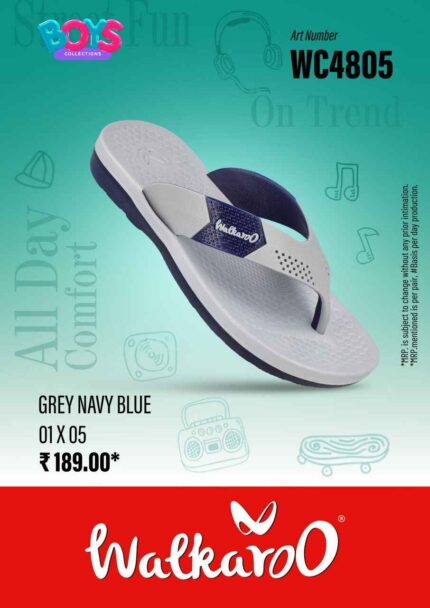 Street Fun
BOYS
COLLECTIONS
Art Number
WC4805
On Trend
All Day
Comfort
Walkaroo
*MRP. is subject to change without any prior intimation.
*MRP.mentioned is per pair. #Basis per day production.
GREY NAVY BLUE
01 X 05
₹ 189.00*
Walkaroo®